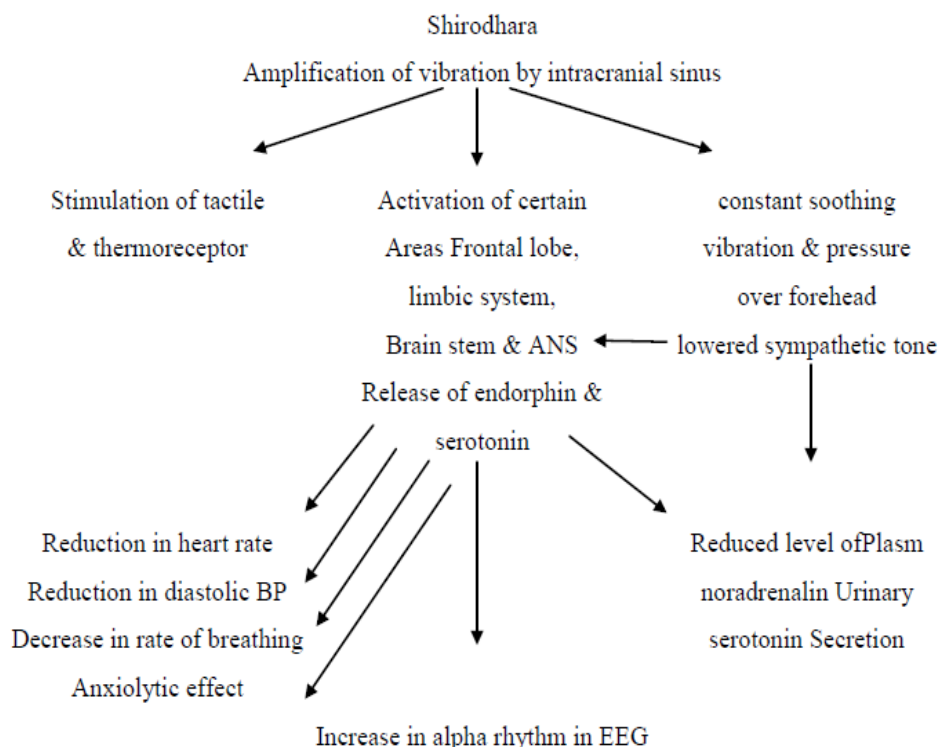 Shirodhara
Amplification of vibration by intracranial sinus
Stimulation of tactile
& thermoreceptor
Activation of certain
Areas Frontal lobe,
limbic system,
Brain stem & ANS
Release of endorphin &
serotonin
constant soothing
vibration & pressure
over forehead
lowered sympathetic tone
Reduction in heart rate
Reduction in diastolic BP
Decrease in rate of breathing
Anxiolytic effect
Reduced level ofPlasm
noradrenalin Urinary
serotonin Secretion
Increase in alpha rhythm in EEG